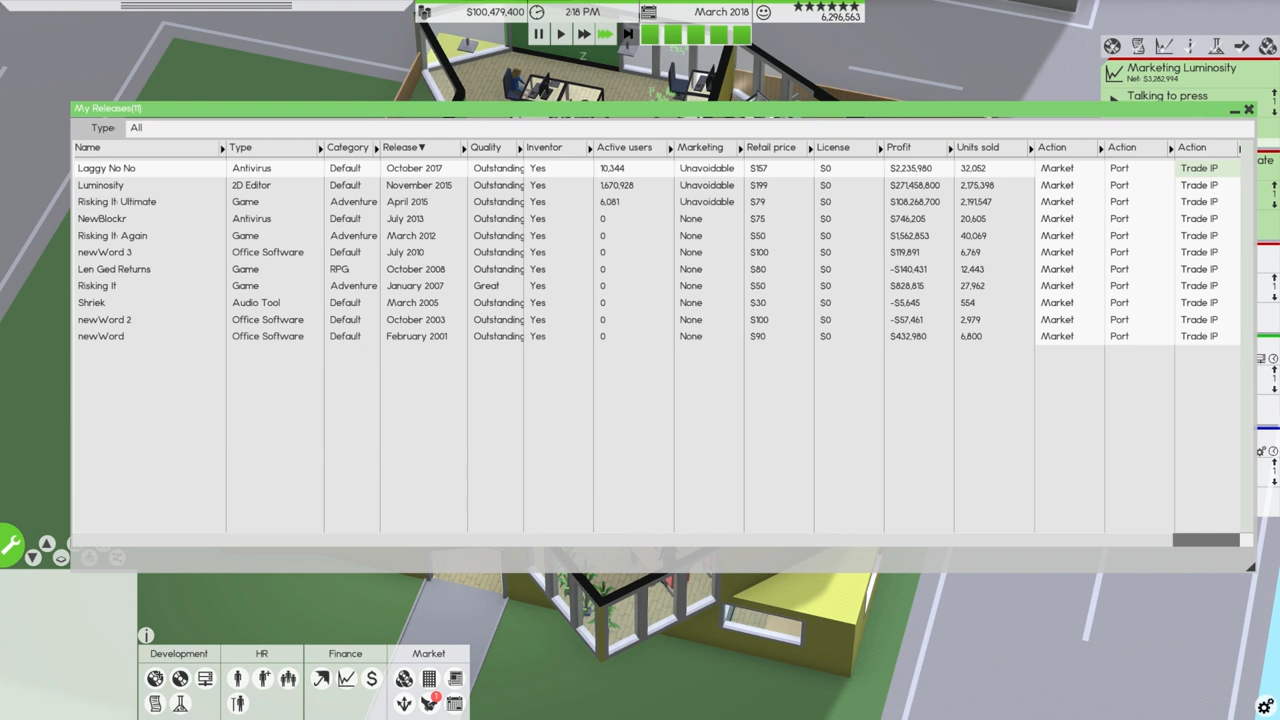 $100,479,400 2:18 PM March 2018 6,296,563
Z
Marketing Luminosity
Net: $3,282,994
Talking to press
My Releases(11)
Type All
Name Type Category Release▼ Quality Inventor Active users Marketing Retail price License Profit Units sold Action Action Action
Laggy No No Antivirus Default October 2017 Outstanding Yes 10,344 Unavoidable $157 $0 $2,235,980 32,052 Market Port Trade IP
Luminosity 2D Editor Default November 2015 Outstanding Yes 1,670,928 Unavoidable $199 $0 $271,458,800 2,175,398 Market Port Trade IP
Risking It: Ultimate Game Adventure April 2015 Outstanding Yes 6,081 Unavoidable $79 $0 $108,268,700 2,191,547 Market Port Trade IP
NewBlockr Antivirus Default July 2013 Outstanding Yes 0 None $75 $0 $746,205 20,605 Market Port Trade IP
Risking It: Again Game Adventure March 2012 Outstanding Yes 0 None $50 $0 $1,562,853 40,069 Market Port Trade IP
newWord 3 Office Software Default July 2010 Outstanding Yes 0 None $100 $0 $119,891 6,769 Market Port Trade IP
Len Ged Returns Game RPG October 2008 Outstanding Yes 0 None $80 $0 -$140,431 12,443 Market Port Trade IP
Risking It Game Adventure January 2007 Great Yes 0 None $50 $0 $828,815 27,962 Market Port Trade IP
Shriek Audio Tool Default March 2005 Outstanding Yes 0 None $30 $0 -$5,645 554 Market Port Trade IP
newWord 2 Office Software Default October 2003 Outstanding Yes 0 None $100 $0 -$57,461 2,979 Market Port Trade IP
newWord Office Software Default February 2001 Outstanding Yes 0 None $90 $0 $432,980 6,800 Market Port Trade IP
Development HR Finance Market
1